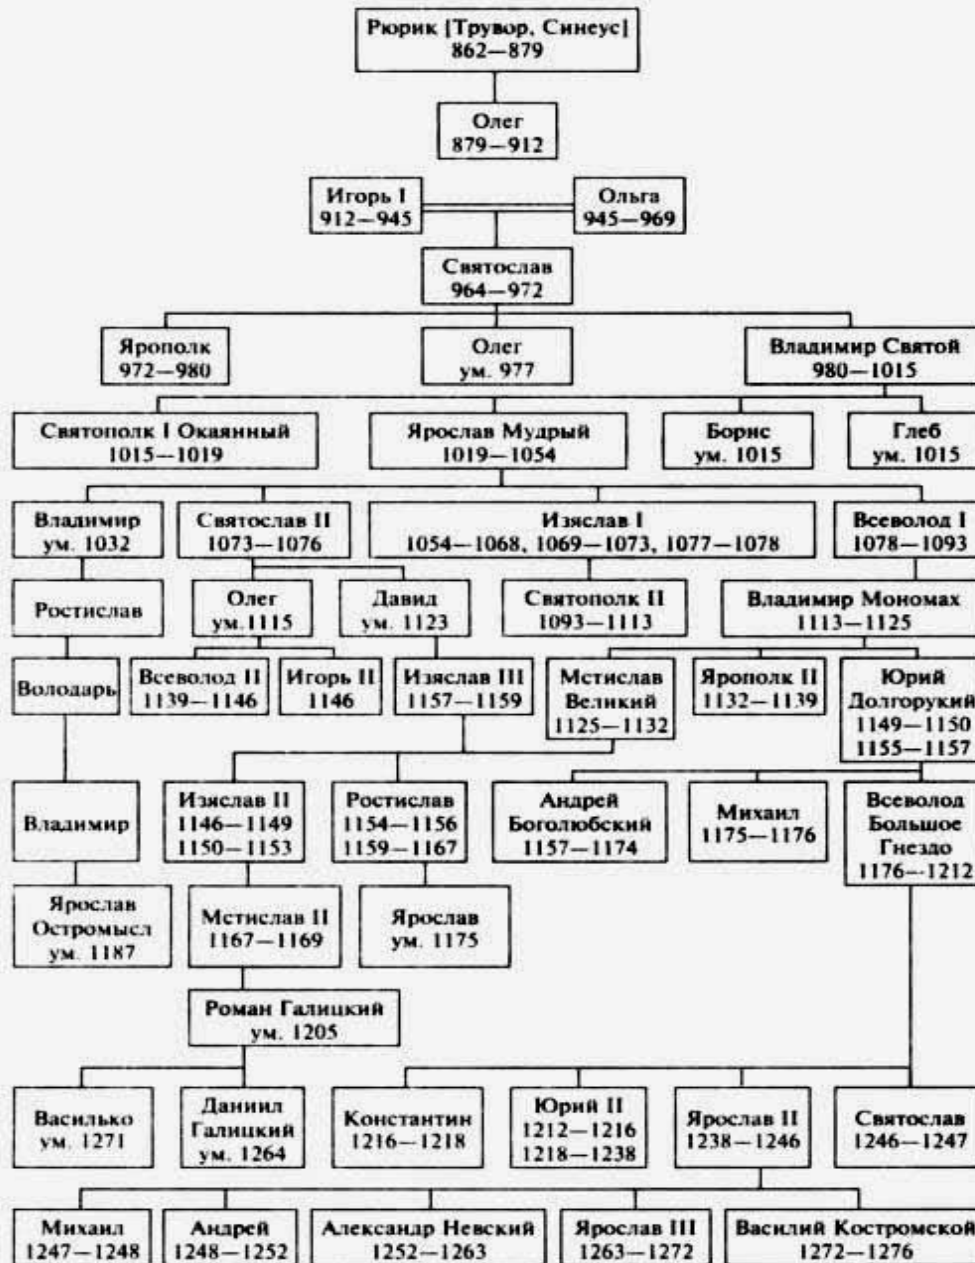 Рюрик [Трувор, Синеус]
862—879
Олег
879—912
Игорь I
912—945
Ольга
945—969
Святослав
964—972
Ярополк
972—980
Олег
ум. 977
Владимир Святой
980—1015
Святополк I Окаянный
1015—1019
Ярослав Мудрый
1019—1054
Борис
ум. 1015
Глеб
ум. 1015
Владимир
ум. 1032
Святослав II
1073—1076
Изяслав I
1054—1068, 1069—1073, 1077—1078
Всеволод I
1078—1093
Ростислав
Олег
ум.1115
Давид
ум. 1123
Святополк II
1093—1113
Владимир Мономах
1113—1125
Володарь
Всеволод II
1139—1146
Игорь II
1146
Изяслав III
1157—1159
Мстислав
Великий
1125—1132
Ярополк II
1132—1139
Юрий
Долгорукий
1149—1150
1155—1157
Владимир
Изяслав II
1146—1149
1150—1153
Ростислав
1154—1156
1159—1167
Андрей
Боголюбский
1157—1174
Михаил
1175—1176
Всеволод
Большое
Гнездо
1176—1212
Ярослав
Остромысл
ум. 1187
Мстислав II
1167—1169
Ярослав
ум. 1175
Роман Галицкий
ум. 1205
Василько
ум. 1271
Даниил
Галицкий
ум. 1264
Константин
1216—1218
Юрий II
1212—1216
1218—1238
Ярослав II
1238—1246
Святослав
1246—1247
Михаил
1247—1248
Андрей
1248—1252
Александр Невский
1252—1263
Ярослав III
1263—1272
Василий Костромской
1272—1276